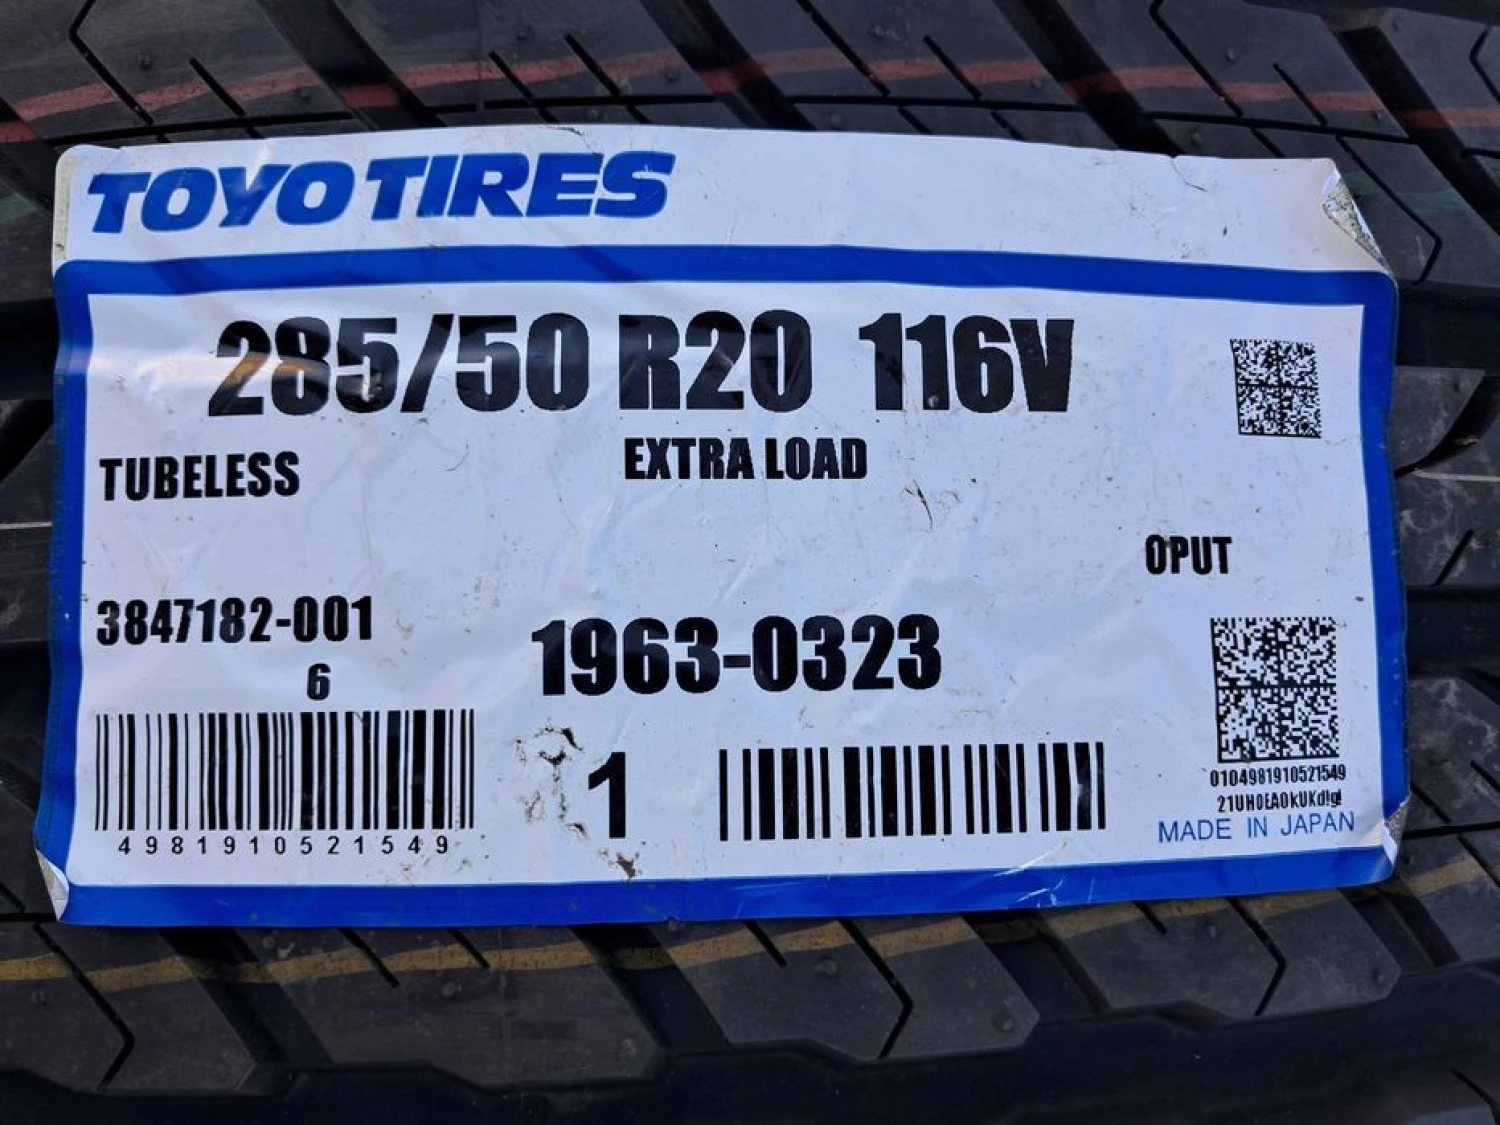 TOYO TIRES
285/50 R20 116V
TUBELESS
EXTRA LOAD
OPUT
3847182-001
6
1963-0323
1
4981910521549
0104981910521549
MADE IN JAPAN